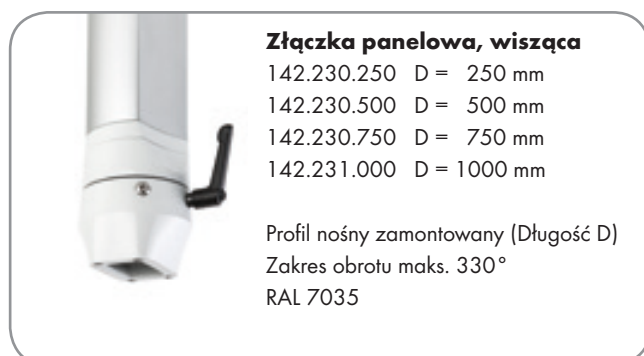 Złączka panelowa, wisząca
142.230.250 D = 250 mm
142.230.500 D = 500 mm
142.230.750 D = 750 mm
142.231.000 D = 1000 mm
Profil nośny zamontowany (Długość D)
Zakres obrotu maks. 330°
RAL 7035